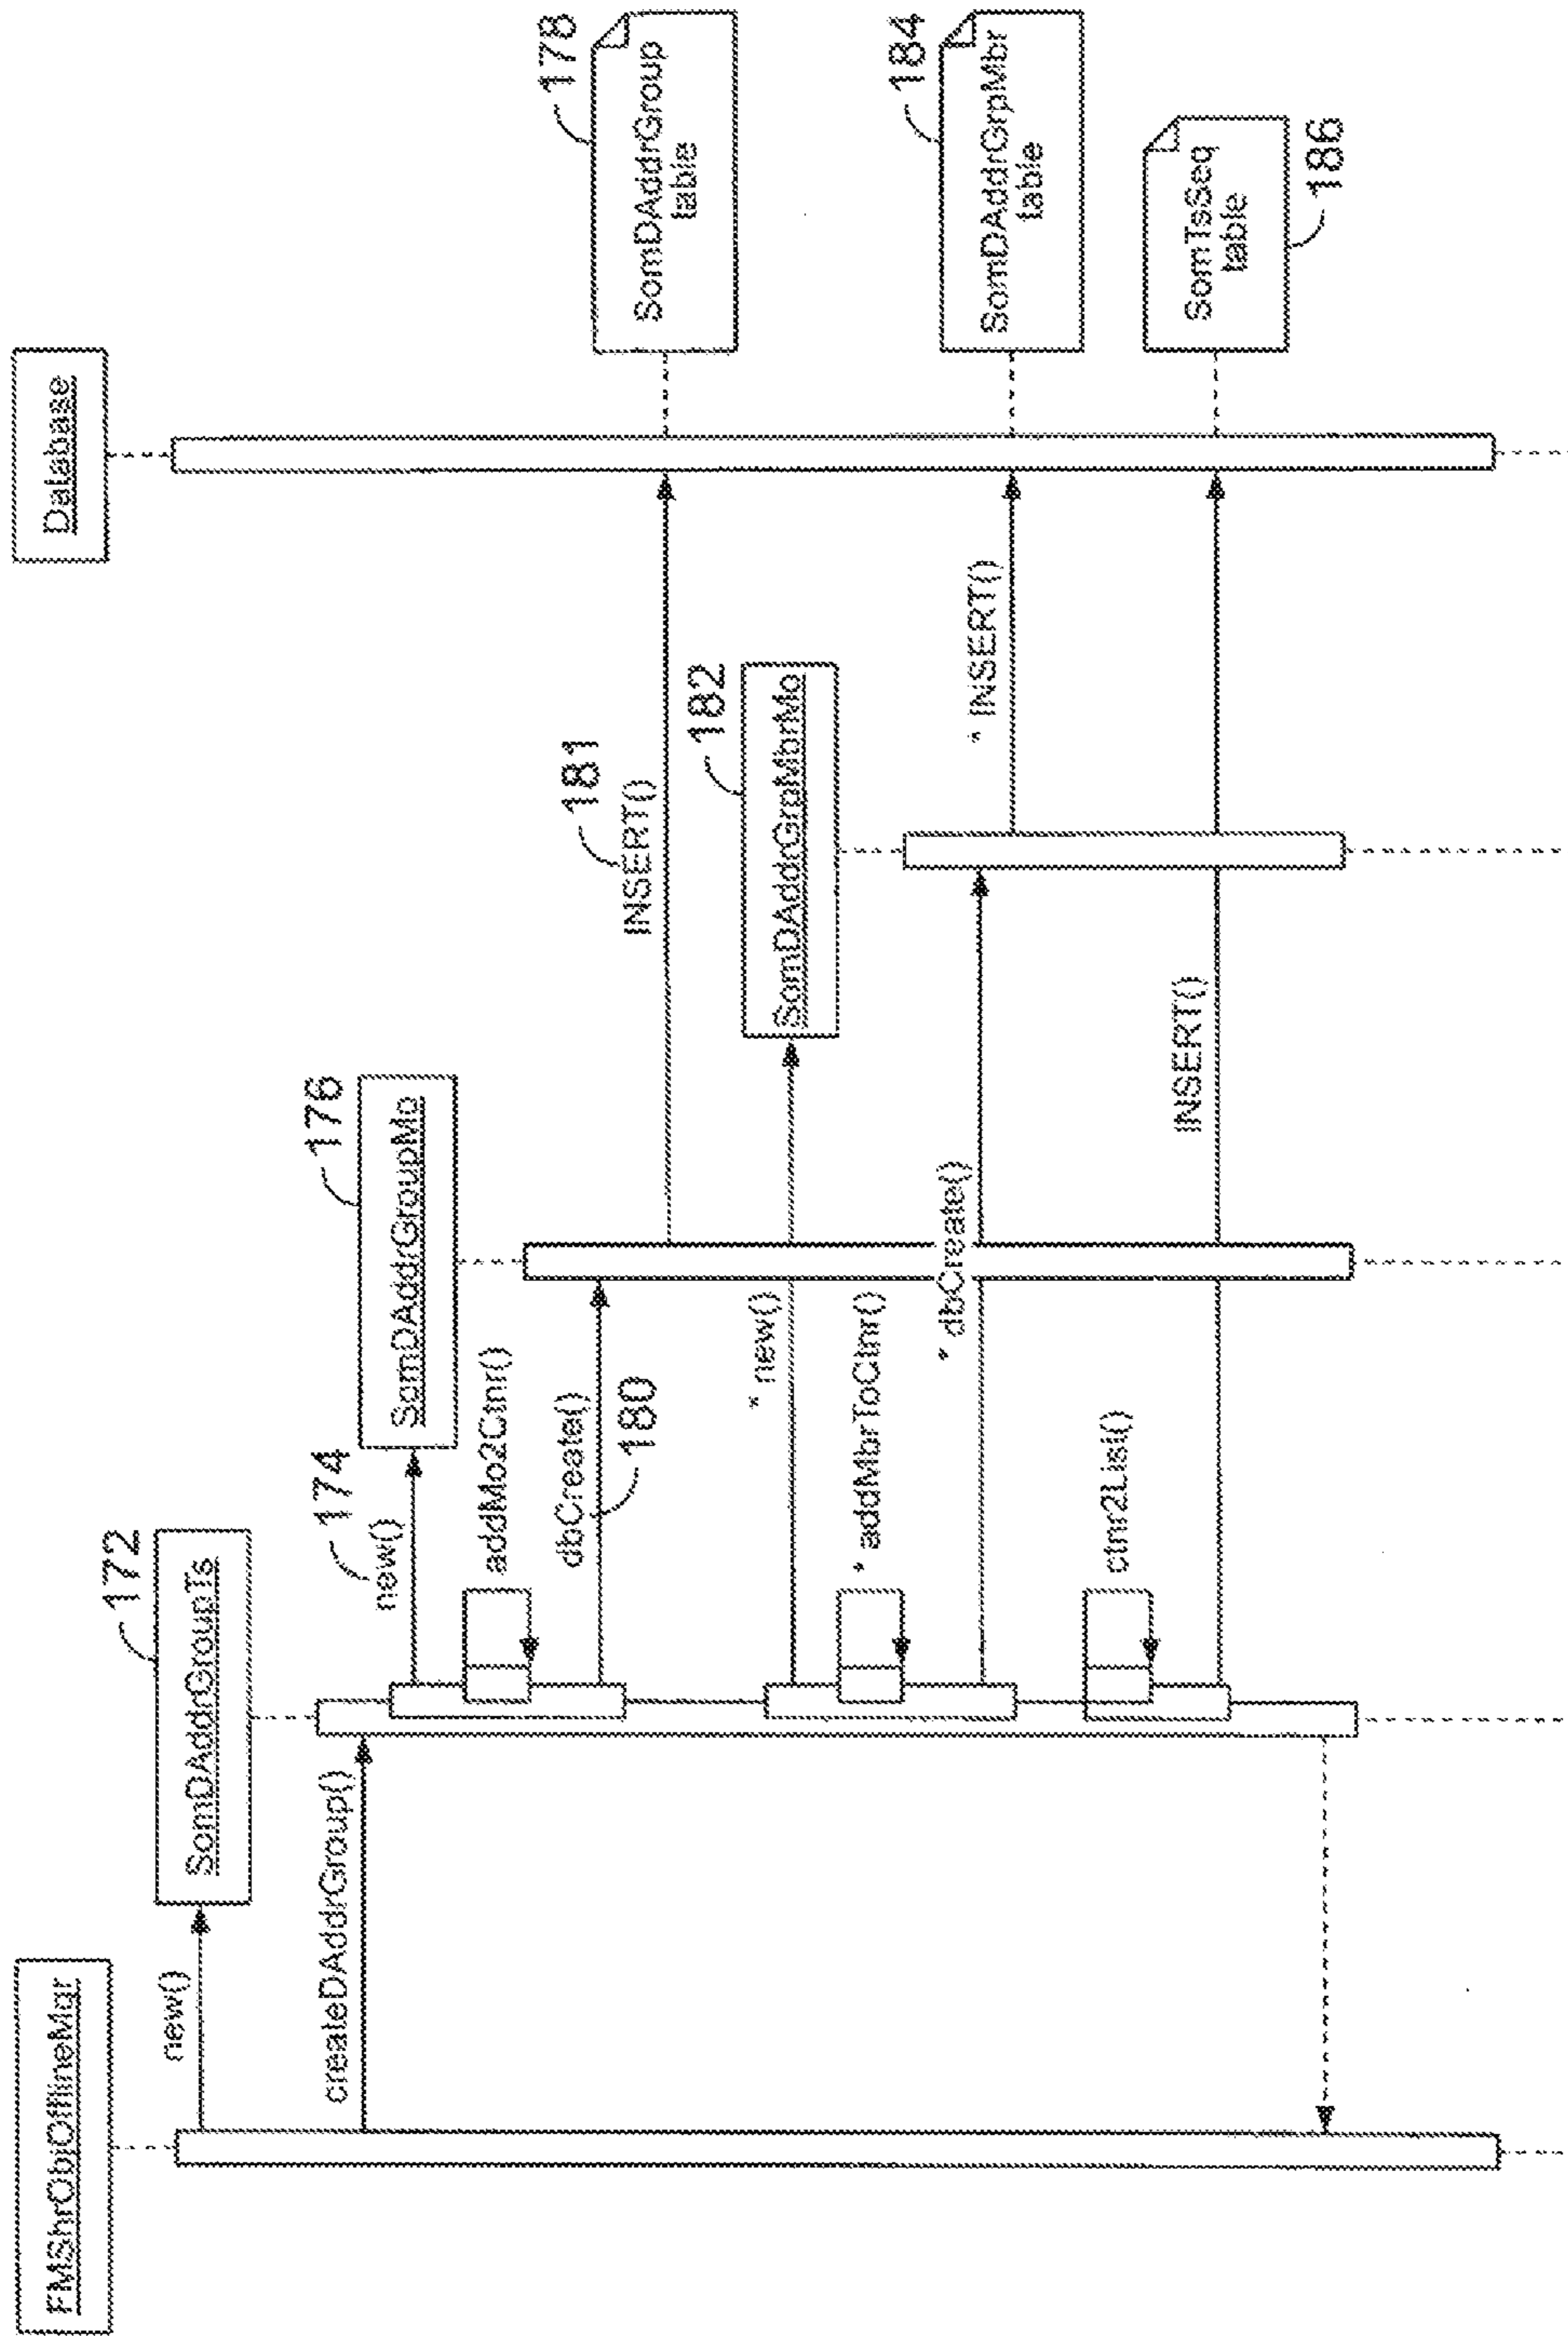 FMShrObjOfflineMgr
Database
new()
172
SomDAddrGroupTs
createDAddrGroup()
174
new()
176
SomDAddrGroupMo
addMo2Ctnr()
dbCreate()
180
181
INSERT()
178
SomDAddrGroup
table
* new()
182
SomDAddrGrpMbrMo
* addMbrToCtnr()
* dbCreate()
* INSERT()
184
SomDAddrGrpMbr
table
ctnr2List()
INSERT()
SomTsSeq
table
186